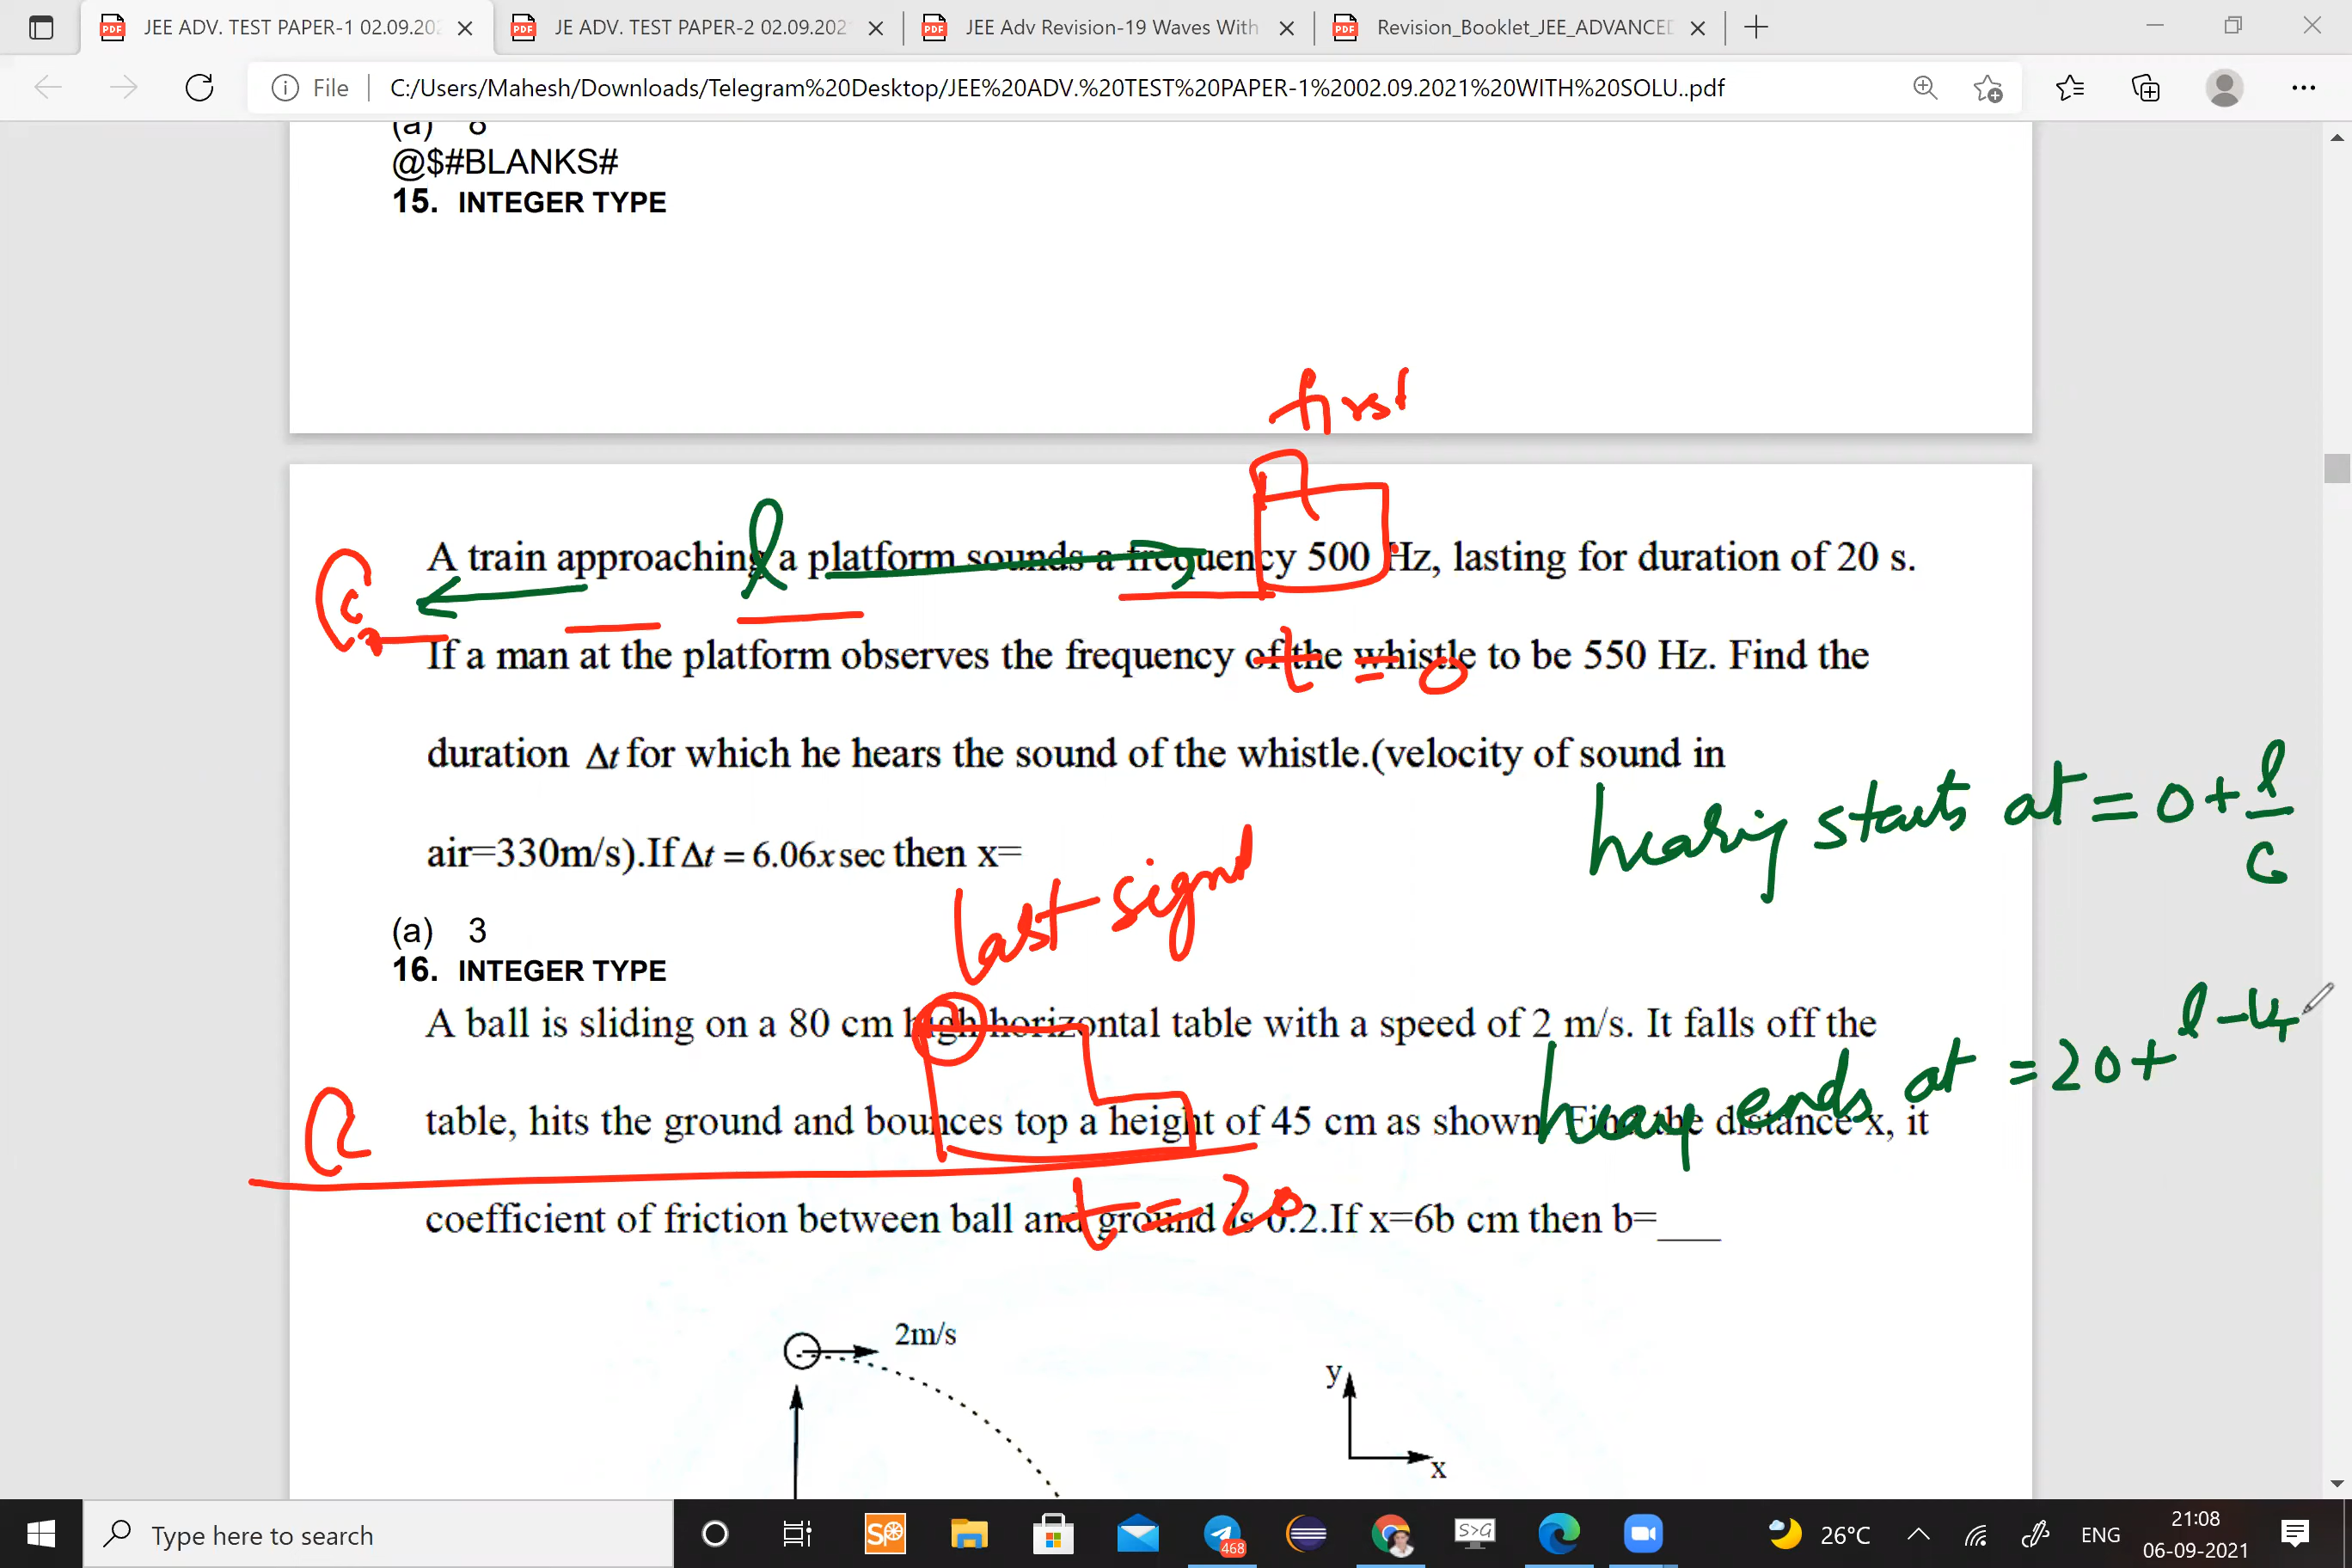 JEE ADV. TEST PAPER-1 02.09.202
JE ADV. TEST PAPER-2 02.09.202
JEE Adv Revision-19 Waves With
Revision_Booklet_JEE_ADVANCED
File
C:/Users/Mahesh/Downloads/Telegram%20Desktop/JEE%20ADV.%20TEST%20PAPER-1%2002.09.2021%20WITH%20SOLU..pdf
(a) 8
@$#BLANKS#
15. INTEGER TYPE
first
l
A train approaching a platform sounds a frequency 500 Hz, lasting for duration of 20 s.
If a man at the platform observes the frequency of the whistle to be 550 Hz. Find the
t = 0
duration Δt for which he hears the sound of the whistle.(velocity of sound in
hearing starts at = 0 + l/c
air=330m/s).If Δt = 6.06x sec then x=
last signal
(a) 3
16. INTEGER TYPE
A ball is sliding on a 80 cm high horizontal table with a speed of 2 m/s. It falls off the
ends at = 20 +
table, hits the ground and bounces top a height of 45 cm as shown. Find the distance x, it
t = 20
coefficient of friction between ball and ground is 0.2.If x=6b cm then b=___
2m/s
y
x
Type here to search
SP
468
S>G
26°C
ENG
21:08
06-09-2021